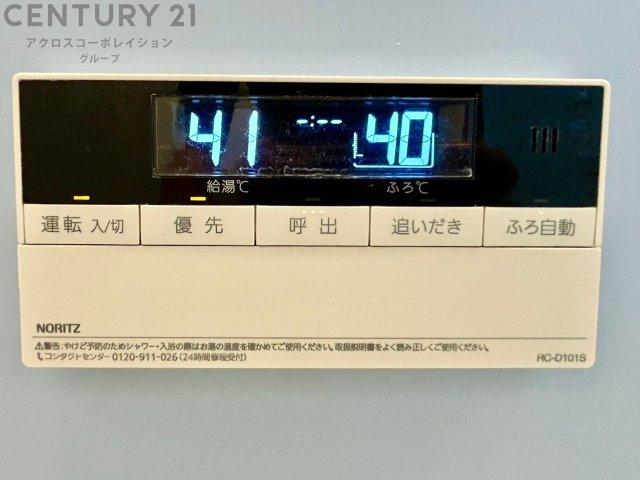 CENTURY 21
アクロスコーポレイション
グループ
41 -:-- 40
給湯℃ ふろ℃
運転 入/切 優先 呼出 追いだき ふろ自動
NORITZ
⚠警告:やけど予防のためシャワー・入浴の際はお湯の温度を確かめてご使用ください。取扱説明書をよく読み正しくご使用ください。
コンタクトセンター 0120-911-026(24時間修理受付) RC-D101S